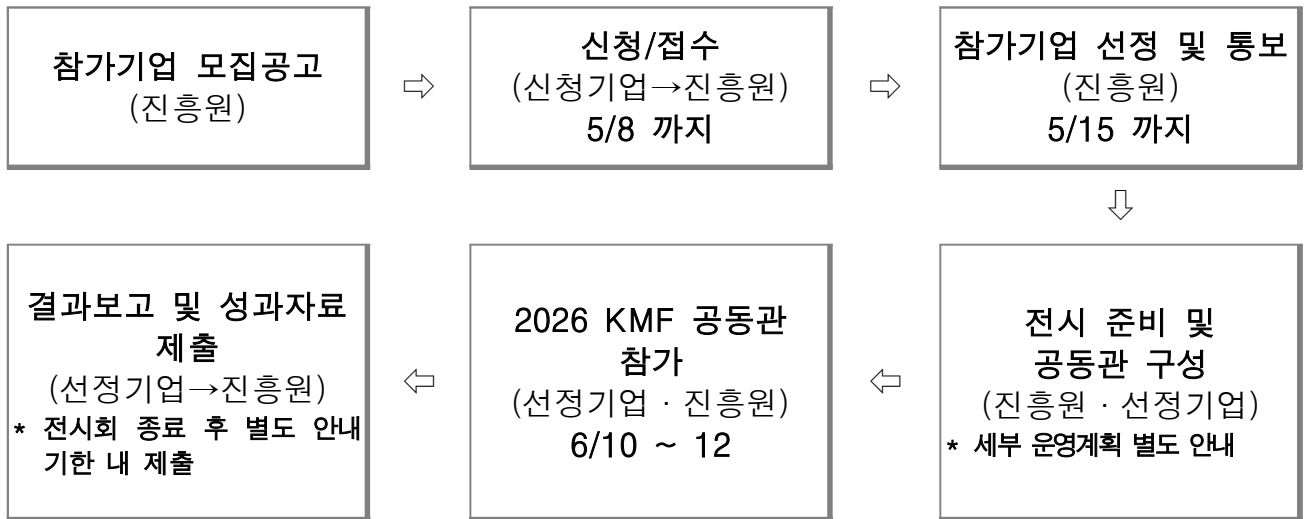 참가기업 모집공고
(진흥원)
⇨
신청/접수
(신청기업→진흥원)
5/8 까지
⇨
참가기업 선정 및 통보
(진흥원)
5/15 까지
⇩
전시 준비 및
공동관 구성
(진흥원 · 선정기업)
* 세부 운영계획 별도 안내
⇦
2026 KMF 공동관
참가
(선정기업 · 진흥원)
6/10 ~ 12
⇦
결과보고 및 성과자료
제출
(선정기업→진흥원)
* 전시회 종료 후 별도 안내
기한 내 제출